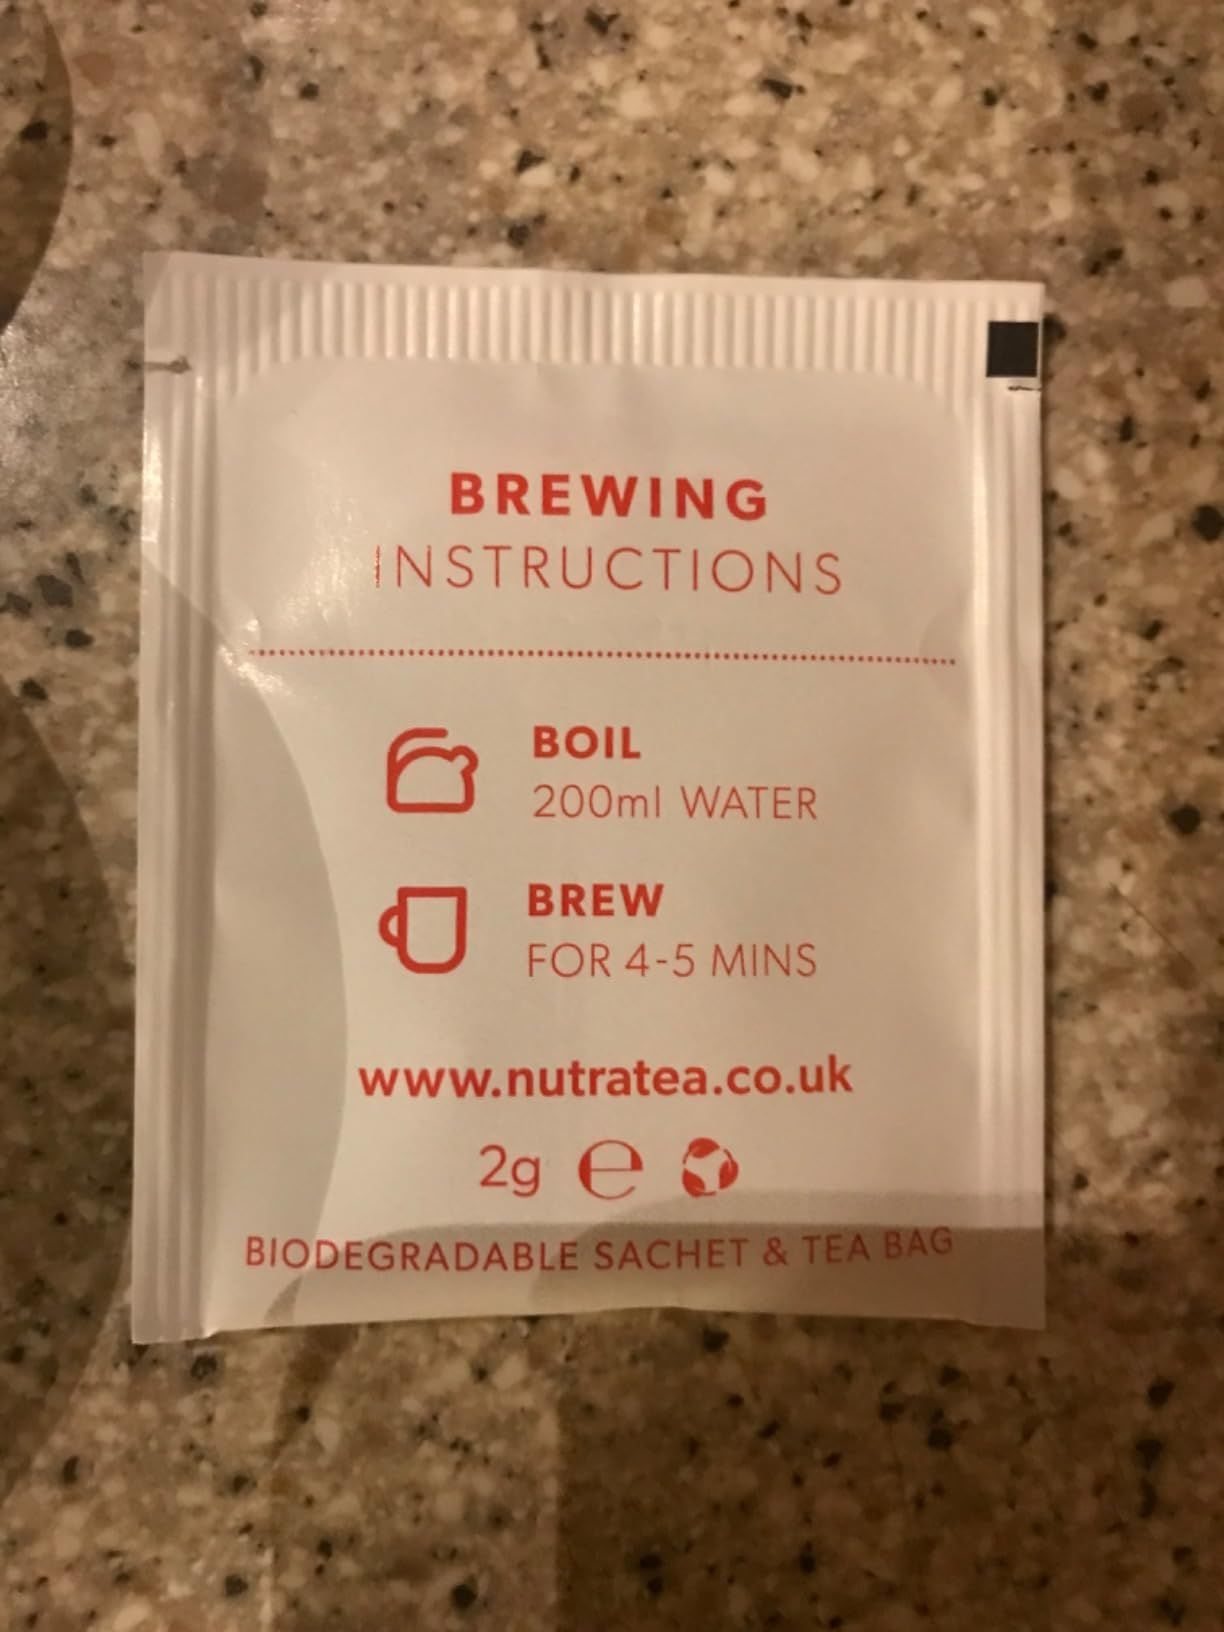 BREWING
INSTRUCTIONS
BOIL
200ml WATER
BREW
FOR 4-5 MINS
www.nutratea.co.uk
2g ℮
BIODEGRADABLE SACHET & TEA BAG